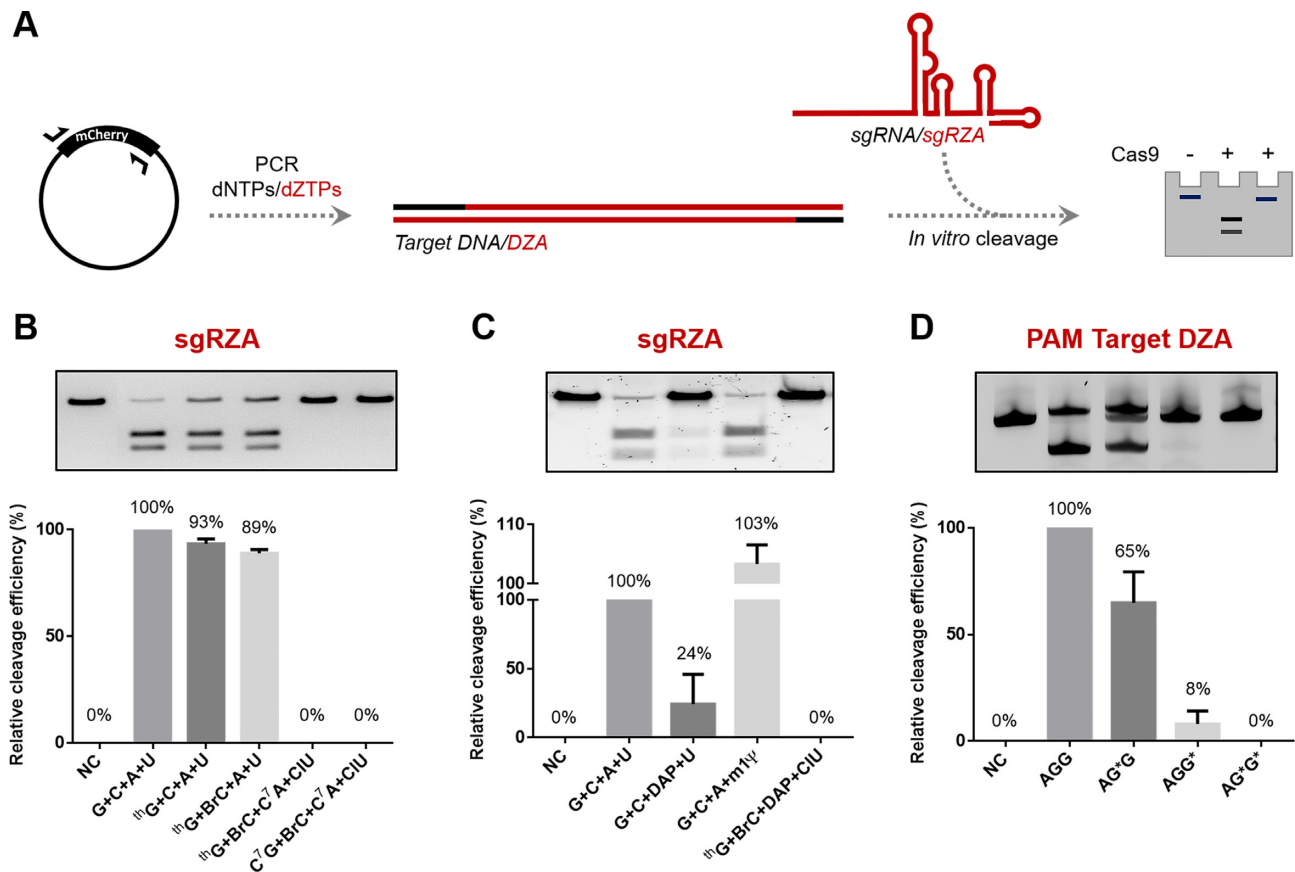 A
mCherry
PCR
dNTPs/dZTPs
Target DNA/DZA
sgRNA/sgRZA
In vitro cleavage
Cas9 - + +
B
sgRZA
Relative cleavage efficiency (%)
100
50
0
0%
100%
93%
89%
0%
0%
NC
G+C+A+U
thG+C+A+U
thG+BrC+A+U
thG+BrC+C7A+ClU
C7G+BrC+C7A+ClU
C
sgRZA
Relative cleavage efficiency (%)
110
100
100
50
0
0%
100%
24%
103%
0%
NC
G+C+A+U
G+C+DAP+U
G+C+A+m1Ψ
thG+BrC+DAP+ClU
D
PAM Target DZA
Relative cleavage efficiency (%)
100
50
0
0%
100%
65%
8%
0%
NC
AGG
AG*G
AGG*
AG*G*